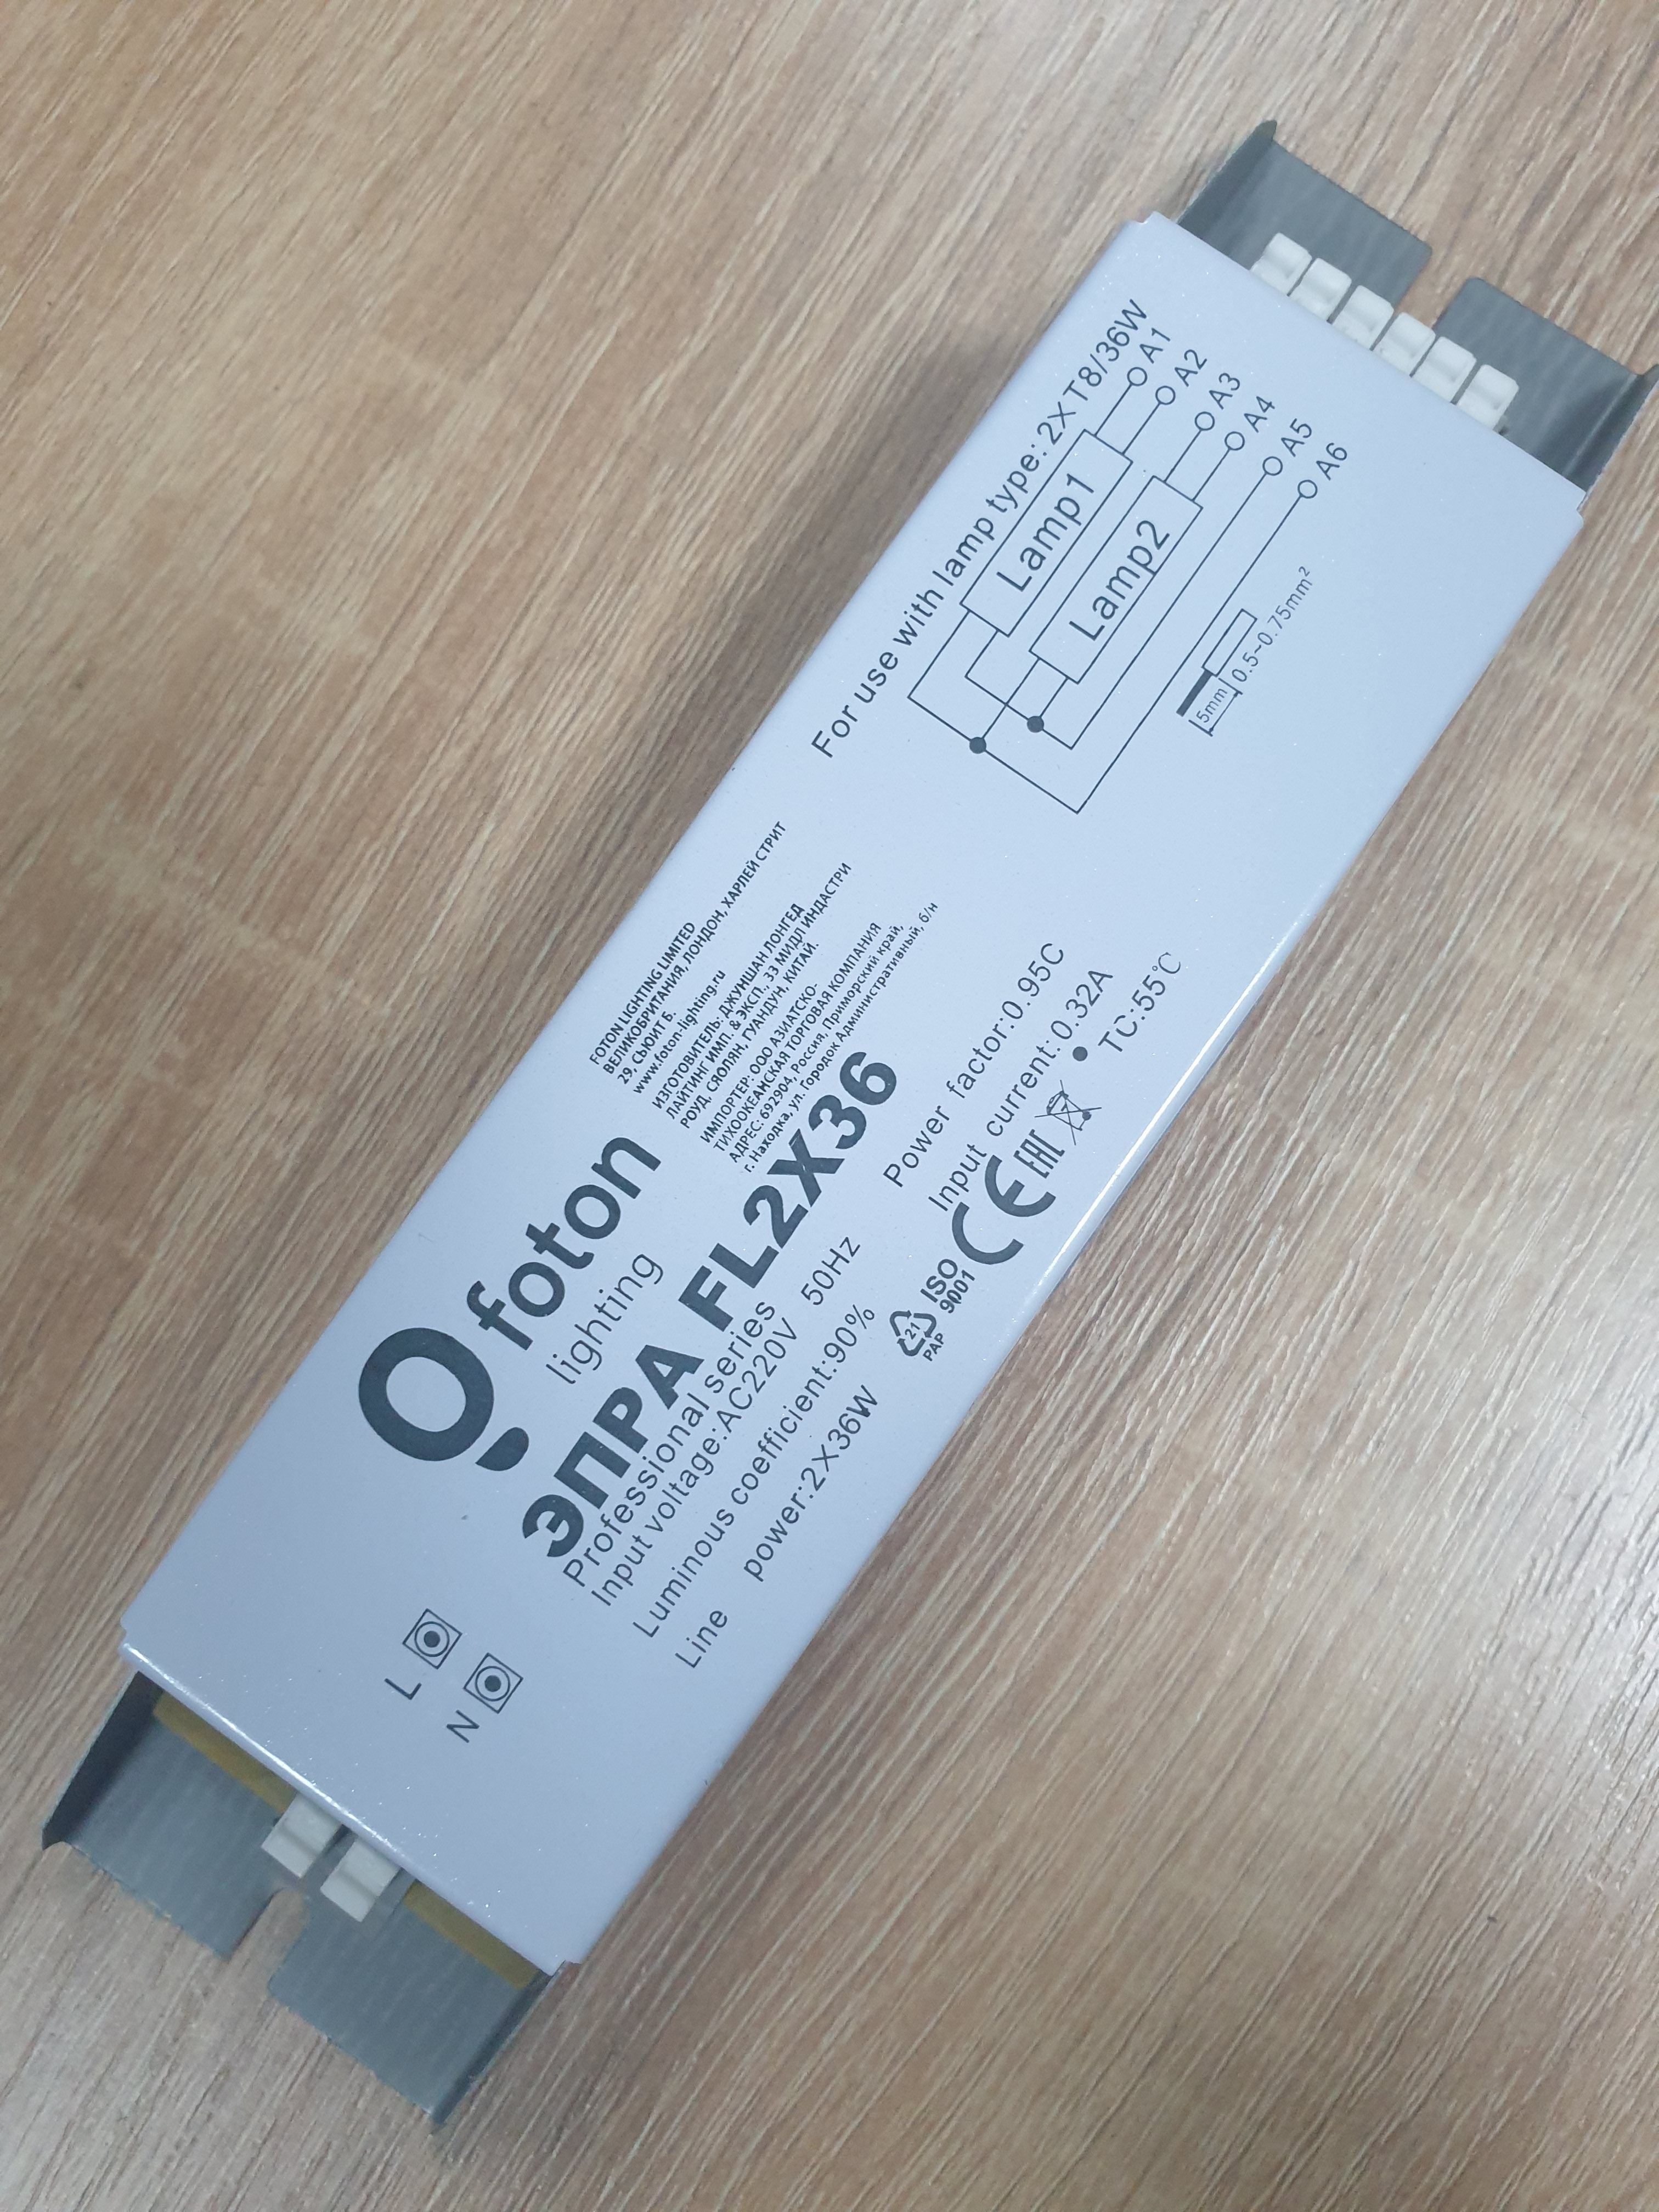 foton
lighting
FOTON LIGHTING LIMITED
ВЕЛИКОБРИТАНИЯ, ЛОНДОН, ХАРЛЕЙ СТРИТ
29, СЬЮИТ Б.
www.foton-lighting.ru
ИЗГОТОВИТЕЛЬ: ДЖУНШАН ЛОНГЕД
ЛАЙТИНГ ИМП. & ЭКСП., 33 МИДЛ ИНДАСТРИ
РОУД, СЯОЛЯН, ГУАНДУН, КИТАЙ.
ИМПОРТЕР: ООО АЗИАТСКО-
ТИХООКЕАНСКАЯ ТОРГОВАЯ КОМПАНИЯ
АДРЕС: 692904, Россия, Приморский край,
г. Находка, ул. Городок Административный, б/н
ЭПРА FL2X36
Professional series
Input voltage:AC220V 50Hz
Luminous coefficient:90%
Line power:2X36W
Power factor:0.95C
Input current:0.32A
TC:55℃
21
PAP
ISO
9001
CE
EAC
L
N
For use with lamp type: 2X T8/36W
Lamp1
Lamp2
A1
A2
A3
A4
A5
A6
5mm
0.5~0.75mm²